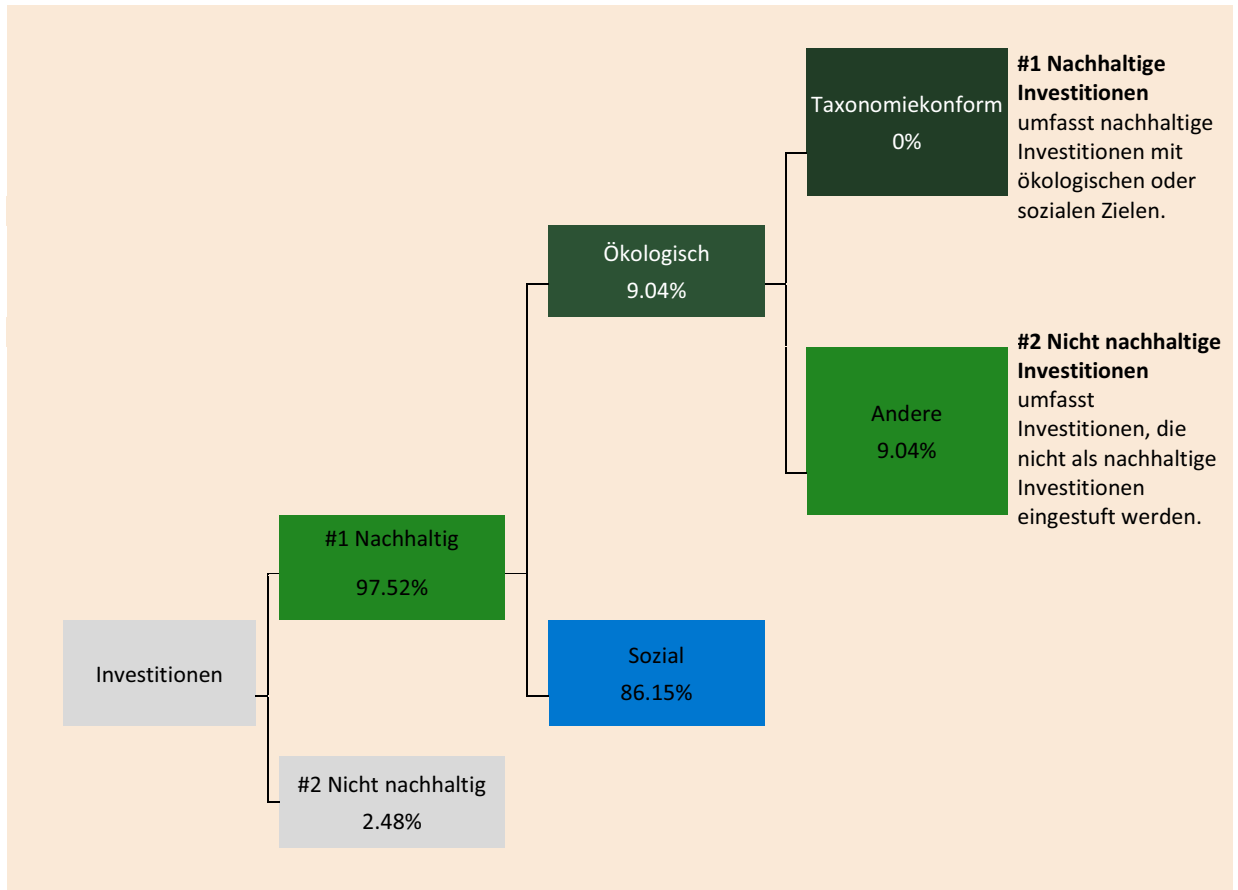 Taxonomiekonform
0%
#1 Nachhaltige
Investitionen
umfasst nachhaltige
Investitionen mit
ökologischen oder
sozialen Zielen.
Ökologisch
9.04%
Andere
9.04%
#2 Nicht nachhaltige
Investitionen
umfasst
Investitionen, die
nicht als nachhaltige
Investitionen
eingestuft werden.
#1 Nachhaltig
97.52%
Sozial
86.15%
Investitionen
#2 Nicht nachhaltig
2.48%